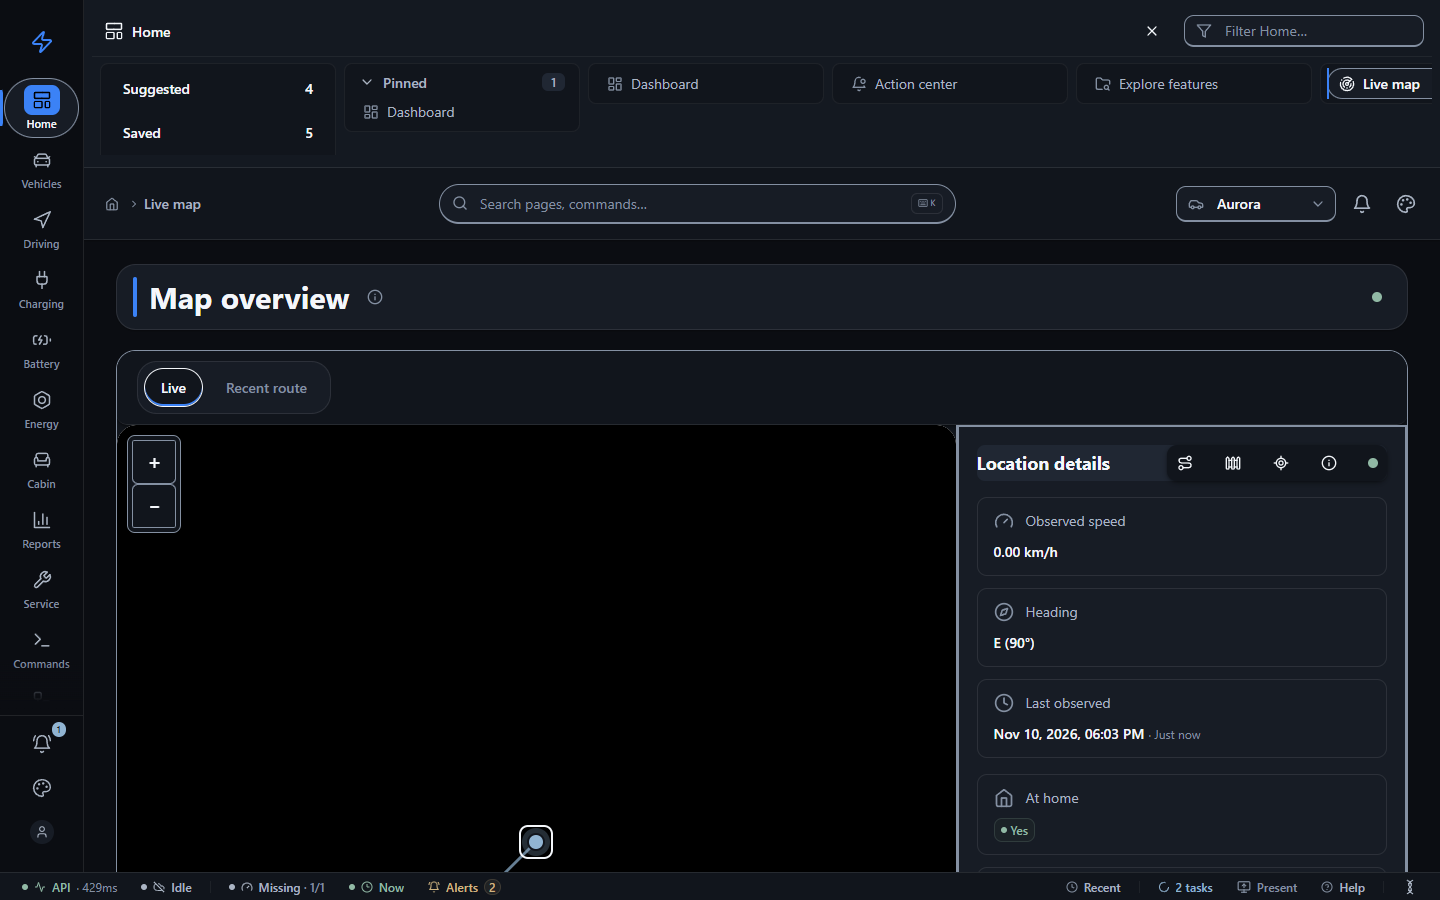 Home
Filter Home...
Suggested 4
Saved 5
Pinned 1
Dashboard
Dashboard
Action center
Explore features
Live map
Home
Vehicles
Driving
Charging
Battery
Energy
Cabin
Reports
Service
Commands
1
Live map
Search pages, commands...
K
Aurora
Map overview
Live
Recent route
+
−
Location details
Observed speed
0.00 km/h
Heading
E (90°)
Last observed
Nov 10, 2026, 06:03 PM · Just now
At home
Yes
API · 429ms
Idle
Missing · 1/1
Now
Alerts 2
Recent
2 tasks
Present
Help